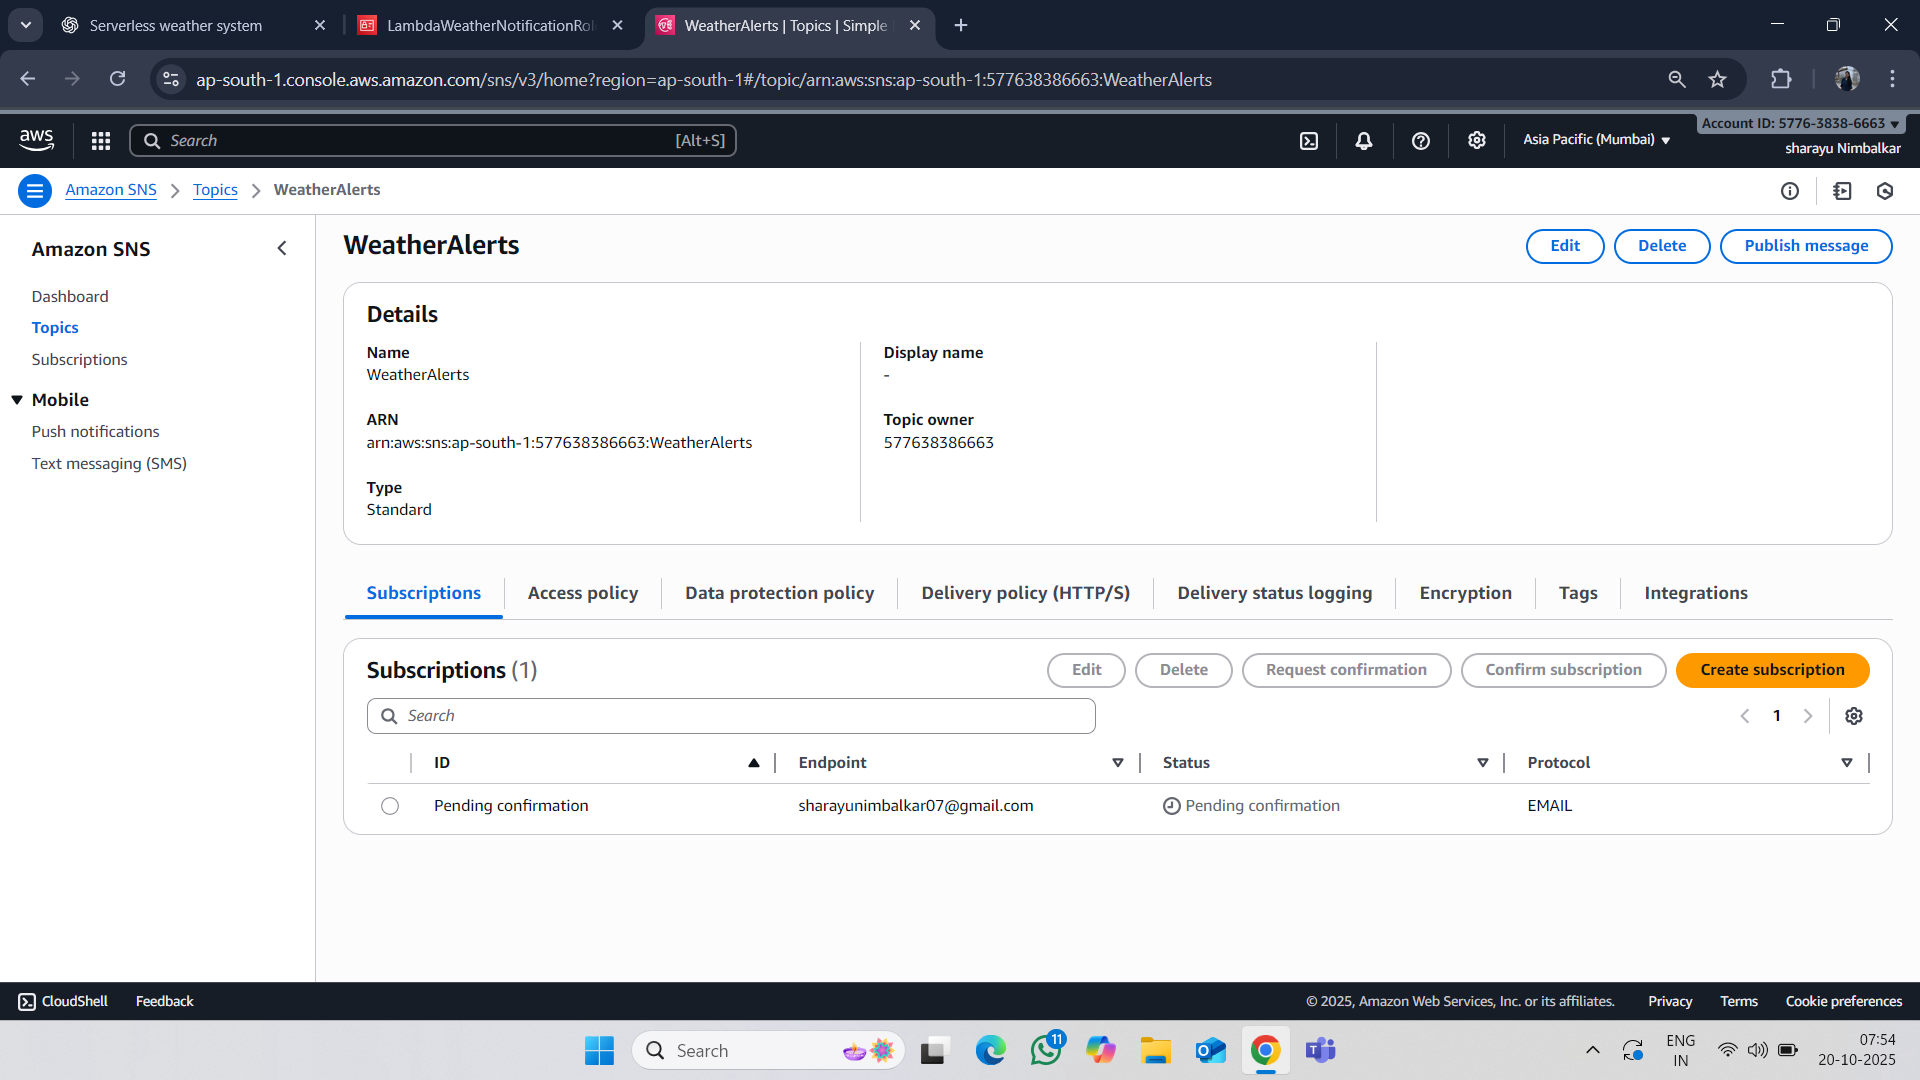 Serverless weather system
LambdaWeatherNotificationRol
WeatherAlerts | Topics | Simple
ap-south-1.console.aws.amazon.com/sns/v3/home?region=ap-south-1#/topic/arn:aws:sns:ap-south-1:577638386663:WeatherAlerts
aws
Search [Alt+S]
Asia Pacific (Mumbai)
Account ID: 5776-3838-6663
sharayu Nimbalkar
Amazon SNS
Topics
WeatherAlerts
Amazon SNS
Dashboard
Topics
Subscriptions
Mobile
Push notifications
Text messaging (SMS)
WeatherAlerts
Edit
Delete
Publish message
Details
Name
WeatherAlerts
Display name
-
ARN
arn:aws:sns:ap-south-1:577638386663:WeatherAlerts
Topic owner
577638386663
Type
Standard
Subscriptions
Access policy
Data protection policy
Delivery policy (HTTP/S)
Delivery status logging
Encryption
Tags
Integrations
Subscriptions (1)
Edit
Delete
Request confirmation
Confirm subscription
Create subscription
Search
1
ID
Endpoint
Status
Protocol
Pending confirmation
sharayunimbalkar07@gmail.com
Pending confirmation
EMAIL
CloudShell
Feedback
© 2025, Amazon Web Services, Inc. or its affiliates.
Privacy
Terms
Cookie preferences
Search
11
ENG
IN
07:54
20-10-2025